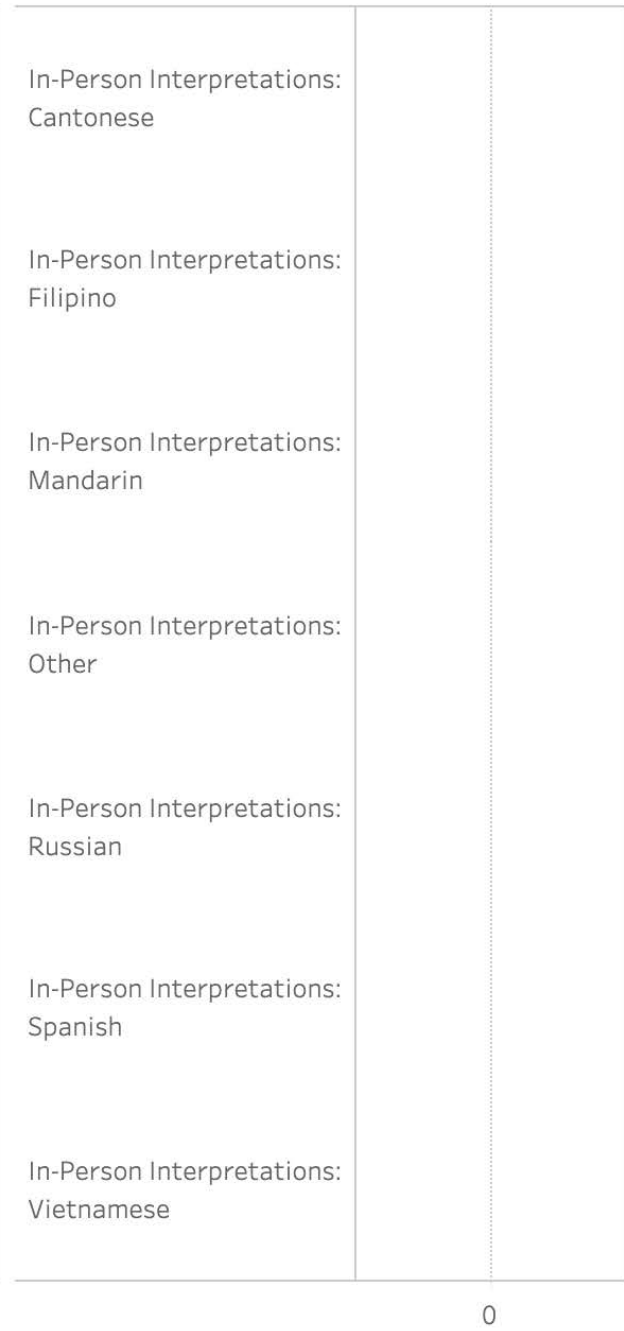 In-Person Interpretations:
Cantonese
In-Person Interpretations:
Filipino
In-Person Interpretations:
Mandarin
In-Person Interpretations:
Other
In-Person Interpretations:
Russian
In-Person Interpretations:
Spanish
In-Person Interpretations:
Vietnamese
0